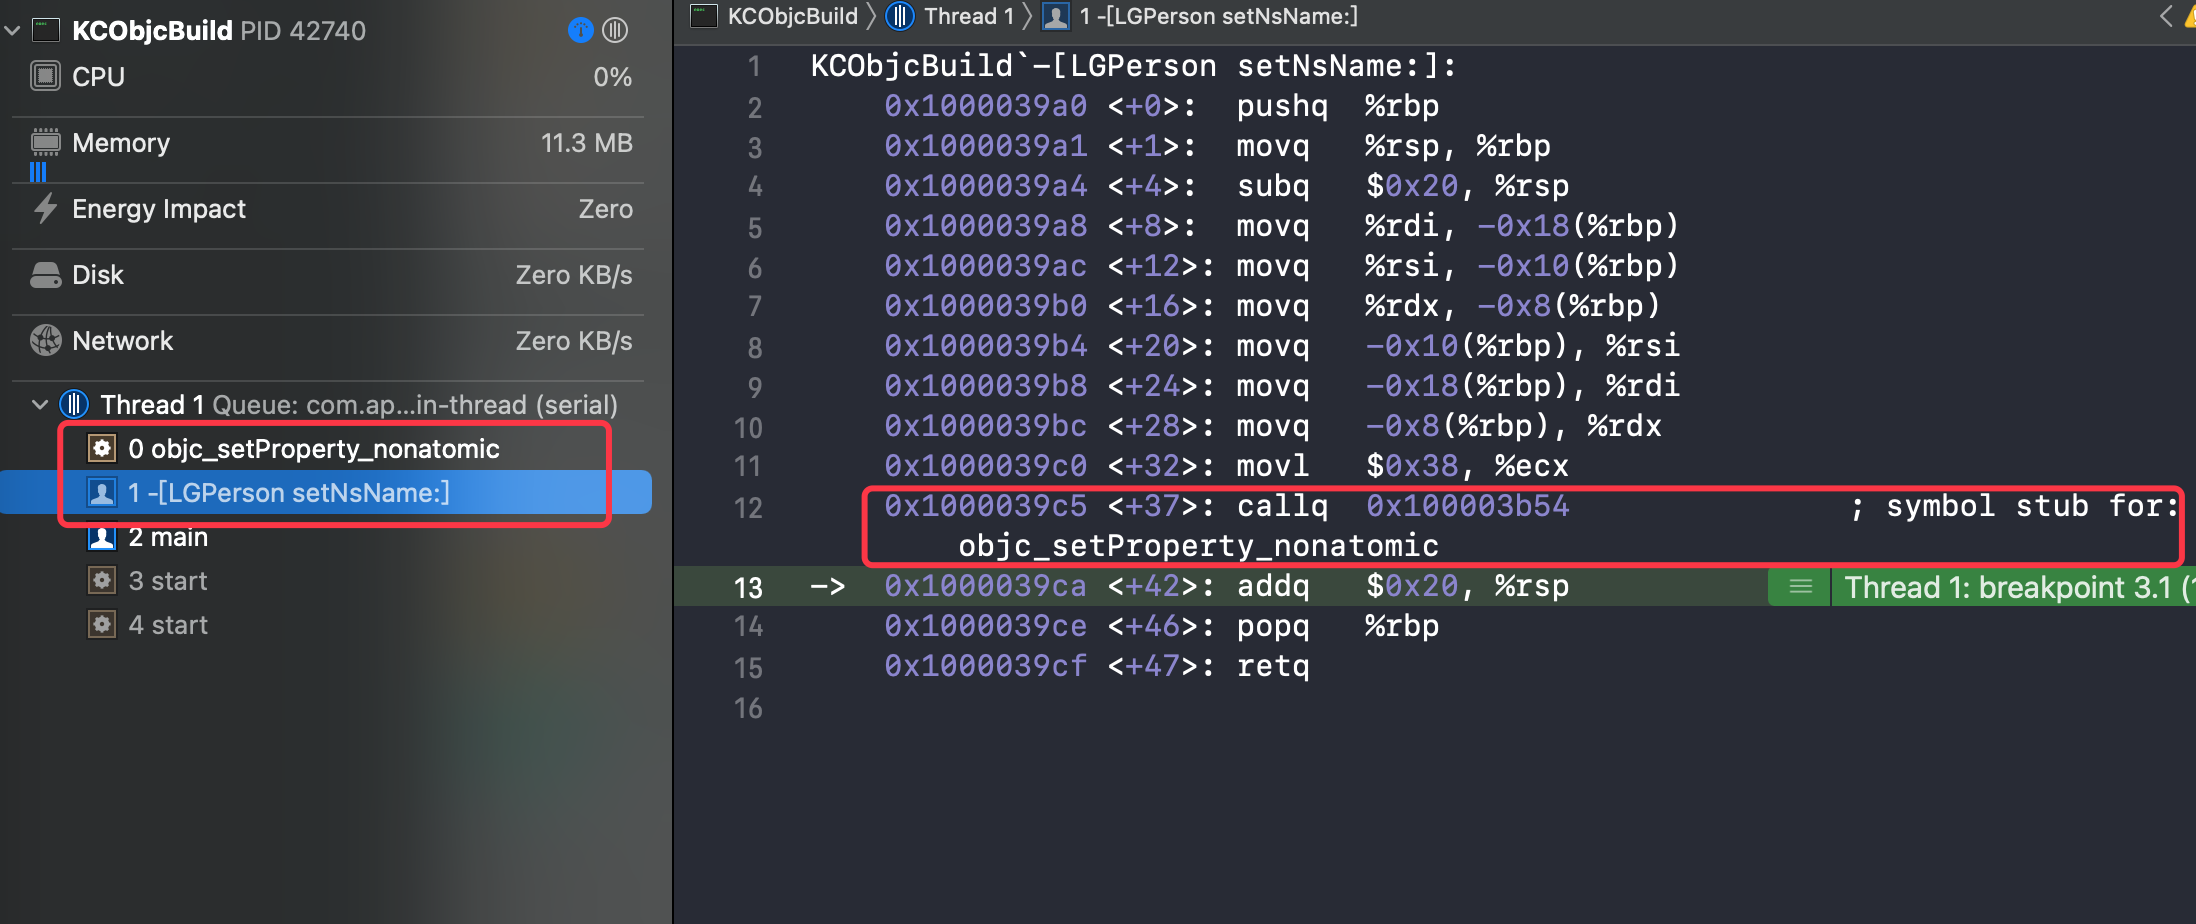 KCObjcBuild PID 42740
CPU 0%
Memory 11.3 MB
Energy Impact Zero
Disk Zero KB/s
Network Zero KB/s
Thread 1 Queue: com.ap...in-thread (serial)
0 objc_setProperty_nonatomic
1 -[LGPerson setNsName:]
2 main
3 start
4 start
KCObjcBuild 〉 Thread 1 〉 1 -[LGPerson setNsName:]
1 KCObjcBuild`-[LGPerson setNsName:]:
2 0x1000039a0 <+0>: pushq %rbp
3 0x1000039a1 <+1>: movq %rsp, %rbp
4 0x1000039a4 <+4>: subq $0x20, %rsp
5 0x1000039a8 <+8>: movq %rdi, -0x18(%rbp)
6 0x1000039ac <+12>: movq %rsi, -0x10(%rbp)
7 0x1000039b0 <+16>: movq %rdx, -0x8(%rbp)
8 0x1000039b4 <+20>: movq -0x10(%rbp), %rsi
9 0x1000039b8 <+24>: movq -0x18(%rbp), %rdi
10 0x1000039bc <+28>: movq -0x8(%rbp), %rdx
11 0x1000039c0 <+32>: movl $0x38, %ecx
12 0x1000039c5 <+37>: callq 0x100003b54 ; symbol stub for:
objc_setProperty_nonatomic
13 -> 0x1000039ca <+42>: addq $0x20, %rsp Thread 1: breakpoint 3.1 (
14 0x1000039ce <+46>: popq %rbp
15 0x1000039cf <+47>: retq
16